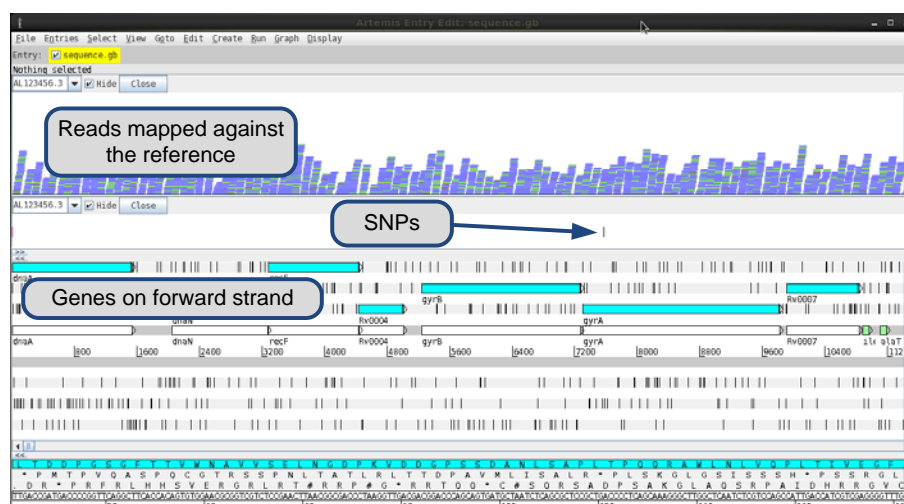 Artemis Entry Edit: sequence.gb
File Entries Select View Goto Edit Create Run Graph Display
Entry: sequence.gb
Nothing selected
AL123456.3 Hide Close
Reads mapped against
the reference
AL123456.3 Hide Close
SNPs
dnaA recF
Genes on forward strand
gyrB Rv0007
dnaN Rv0004 gyrA
dnaA dnaN recF Rv0004 gyrB gyrA Rv0007 alaT
800 1600 2400 3200 4000 4800 5600 6400 7200 8000 8800 9600 10400
L T D D P G S G F T T V W N A V V S E L N G D P K V D D G P S S D A N L S A P L T P Q Q R A W L N L V Q P L T I V E G F